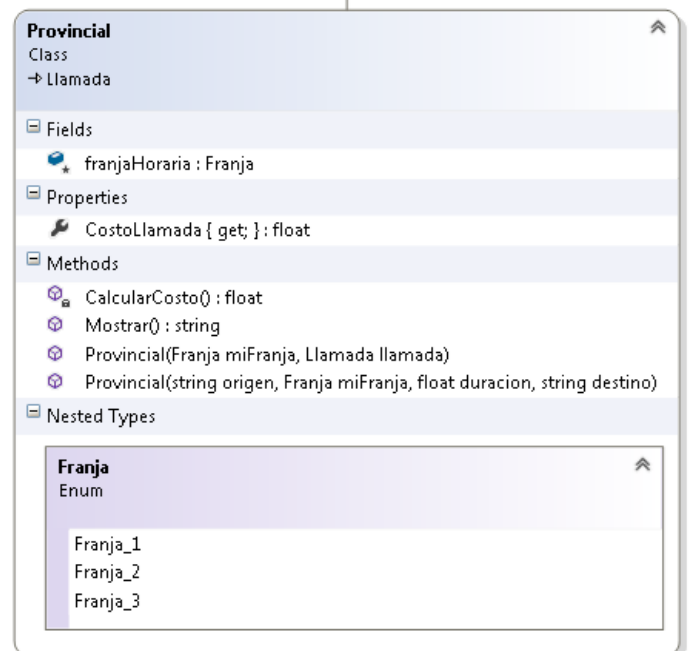 Provincial
Class
Llamada
Fields
franjaHoraria : Franja
Properties
CostoLlamada { get; } : float
Methods
CalcularCosto() : float
Mostrar() : string
Provincial(Franja miFranja, Llamada llamada)
Provincial(string origen, Franja miFranja, float duracion, string destino)
Nested Types
Franja
Enum
Franja_1
Franja_2
Franja_3